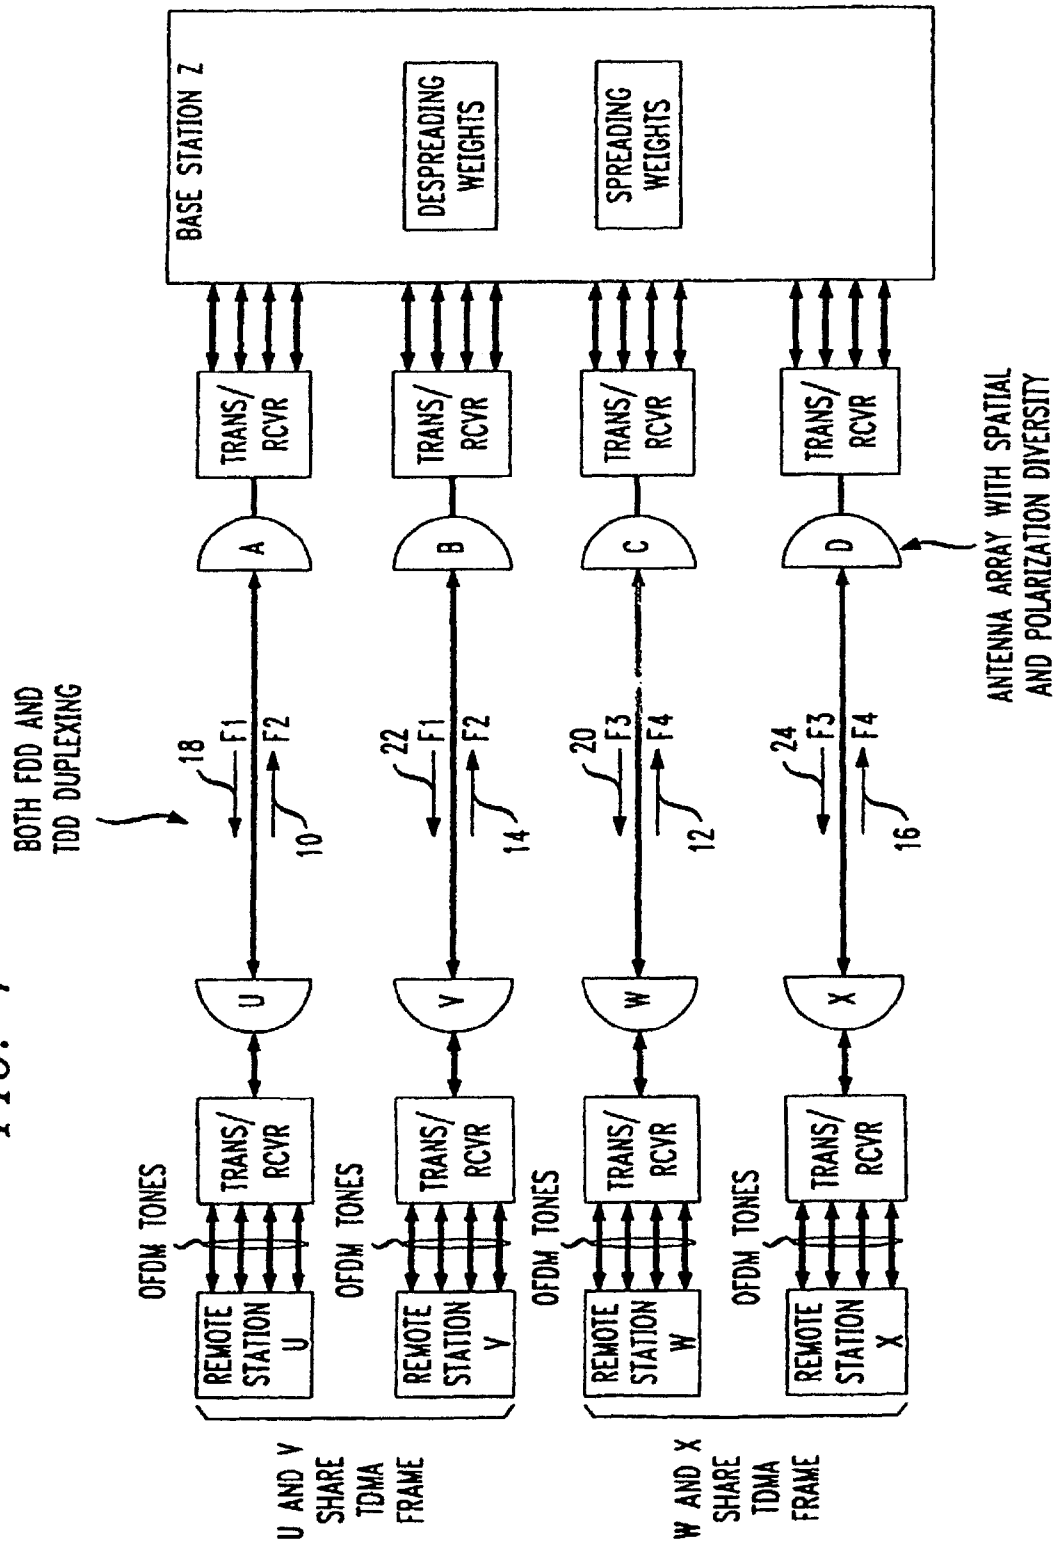 BOTH FDD AND
TDD DUPLEXING
U AND V
SHARE
TDMA
FRAME
OFDM TONES
REMOTE
STATION
U
TRANS/
RCVR
U
18
F1
F2
10
A
TRANS/
RCVR
BASE STATION Z
OFDM TONES
REMOTE
STATION
V
TRANS/
RCVR
V
22
F1
F2
14
B
TRANS/
RCVR
DESPREADING
WEIGHTS
W AND X
SHARE
TDMA
FRAME
OFDM TONES
REMOTE
STATION
W
TRANS/
RCVR
W
20
F3
F4
12
C
TRANS/
RCVR
SPREADING
WEIGHTS
OFDM TONES
REMOTE
STATION
X
TRANS/
RCVR
X
24
F3
F4
16
D
TRANS/
RCVR
ANTENNA ARRAY WITH SPATIAL
AND POLARIZATION DIVERSITY